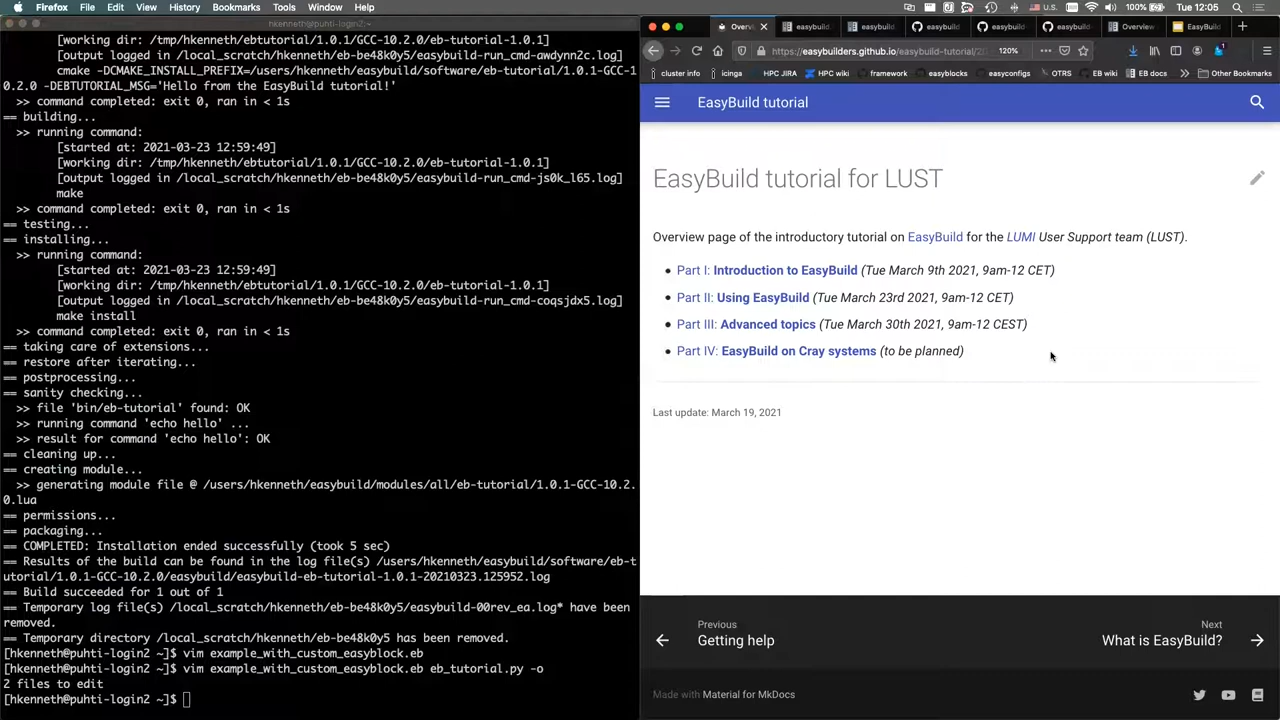 Firefox File Edit View History Bookmarks Tools Window Help
U.S. Tue 12:05
hkenneth@puhti-login2:~
[working dir: /tmp/hkenneth/ebtutorial/1.0.1/GCC-10.2.0/eb-tutorial-1.0.1]
[output logged in /local_scratch/hkenneth/eb-be48k0y5/easybuild-run_cmd-awdynn2c.log]
cmake -DCMAKE_INSTALL_PREFIX=/users/hkenneth/easybuild/software/eb-tutorial/1.0.1-GCC-1
0.2.0 -DEBTUTORIAL_MSG='Hello from the EasyBuild tutorial!'
>> command completed: exit 0, ran in < 1s
== building...
>> running command:
[started at: 2021-03-23 12:59:49]
[working dir: /tmp/hkenneth/ebtutorial/1.0.1/GCC-10.2.0/eb-tutorial-1.0.1]
[output logged in /local_scratch/hkenneth/eb-be48k0y5/easybuild-run_cmd-js0k_l65.log]
make
>> command completed: exit 0, ran in < 1s
== testing...
== installing...
>> running command:
[started at: 2021-03-23 12:59:49]
[working dir: /tmp/hkenneth/ebtutorial/1.0.1/GCC-10.2.0/eb-tutorial-1.0.1]
[output logged in /local_scratch/hkenneth/eb-be48k0y5/easybuild-run_cmd-coqsjdx5.log]
make install
>> command completed: exit 0, ran in < 1s
== taking care of extensions...
== restore after iterating...
== postprocessing...
== sanity checking...
>> file 'bin/eb-tutorial' found: OK
>> running command 'echo hello' ...
>> result for command 'echo hello': OK
== cleaning up...
== creating module...
>> generating module file @ /users/hkenneth/easybuild/modules/all/eb-tutorial/1.0.1-GCC-10.2.
0.lua
== permissions...
== packaging...
== COMPLETED: Installation ended successfully (took 5 sec)
== Results of the build can be found in the log file(s) /users/hkenneth/easybuild/software/eb-t
utorial/1.0.1-GCC-10.2.0/easybuild/easybuild-eb-tutorial-1.0.1-20210323.125952.log
== Build succeeded for 1 out of 1
== Temporary log file(s) /local_scratch/hkenneth/eb-be48k0y5/easybuild-00rev_ea.log* have been
removed.
== Temporary directory /local_scratch/hkenneth/eb-be48k0y5 has been removed.
[hkenneth@puhti-login2 ~]$ vim example_with_custom_easyblock.eb
[hkenneth@puhti-login2 ~]$ vim example_with_custom_easyblock.eb eb_tutorial.py -o
2 files to edit
[hkenneth@puhti-login2 ~]$
Overv easybuild easybuild easybuild easybuild easybuild Overview EasyBuild
https://easybuilders.github.io/easybuild-tutorial/20 120%
cluster info icinga HPC JIRA HPC wiki framework easyblocks easyconfigs OTRS EB wiki EB docs Other Bookmarks
EasyBuild tutorial
EasyBuild tutorial for LUST
Overview page of the introductory tutorial on EasyBuild for the LUMI User Support team (LUST).
Part I: Introduction to EasyBuild (Tue March 9th 2021, 9am-12 CET)
Part II: Using EasyBuild (Tue March 23rd 2021, 9am-12 CET)
Part III: Advanced topics (Tue March 30th 2021, 9am-12 CEST)
Part IV: EasyBuild on Cray systems (to be planned)
Last update: March 19, 2021
Previous
Getting help
Next
What is EasyBuild?
Made with Material for MkDocs